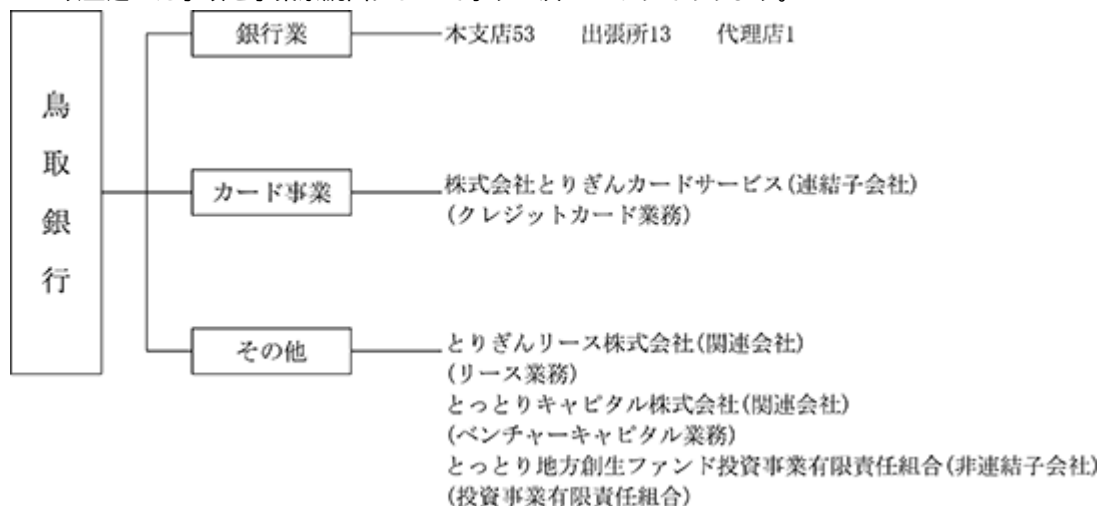 鳥取銀行
銀行業
本支店53 出張所13 代理店1
カード事業
株式会社とりぎんカードサービス(連結子会社)
(クレジットカード業務)
その他
とりぎんリース株式会社(関連会社)
(リース業務)
とっとりキャピタル株式会社(関連会社)
(ベンチャーキャピタル業務)
とっとり地方創生ファンド投資事業有限責任組合(非連結子会社)
(投資事業有限責任組合)